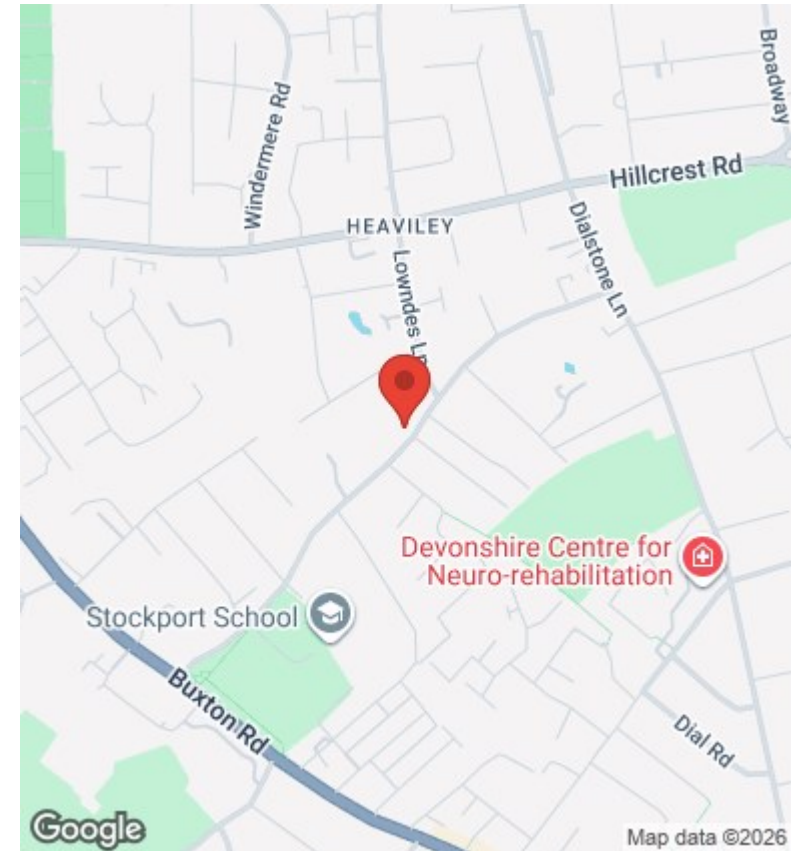 Broadway
Windermere Rd
Hillcrest Rd
HEAVILEY
Dialstone Ln
Lowndes Ln
Devonshire Centre for
Neuro-rehabilitation
Stockport School
Buxton Rd
Dial Rd
Google
Map data ©2026